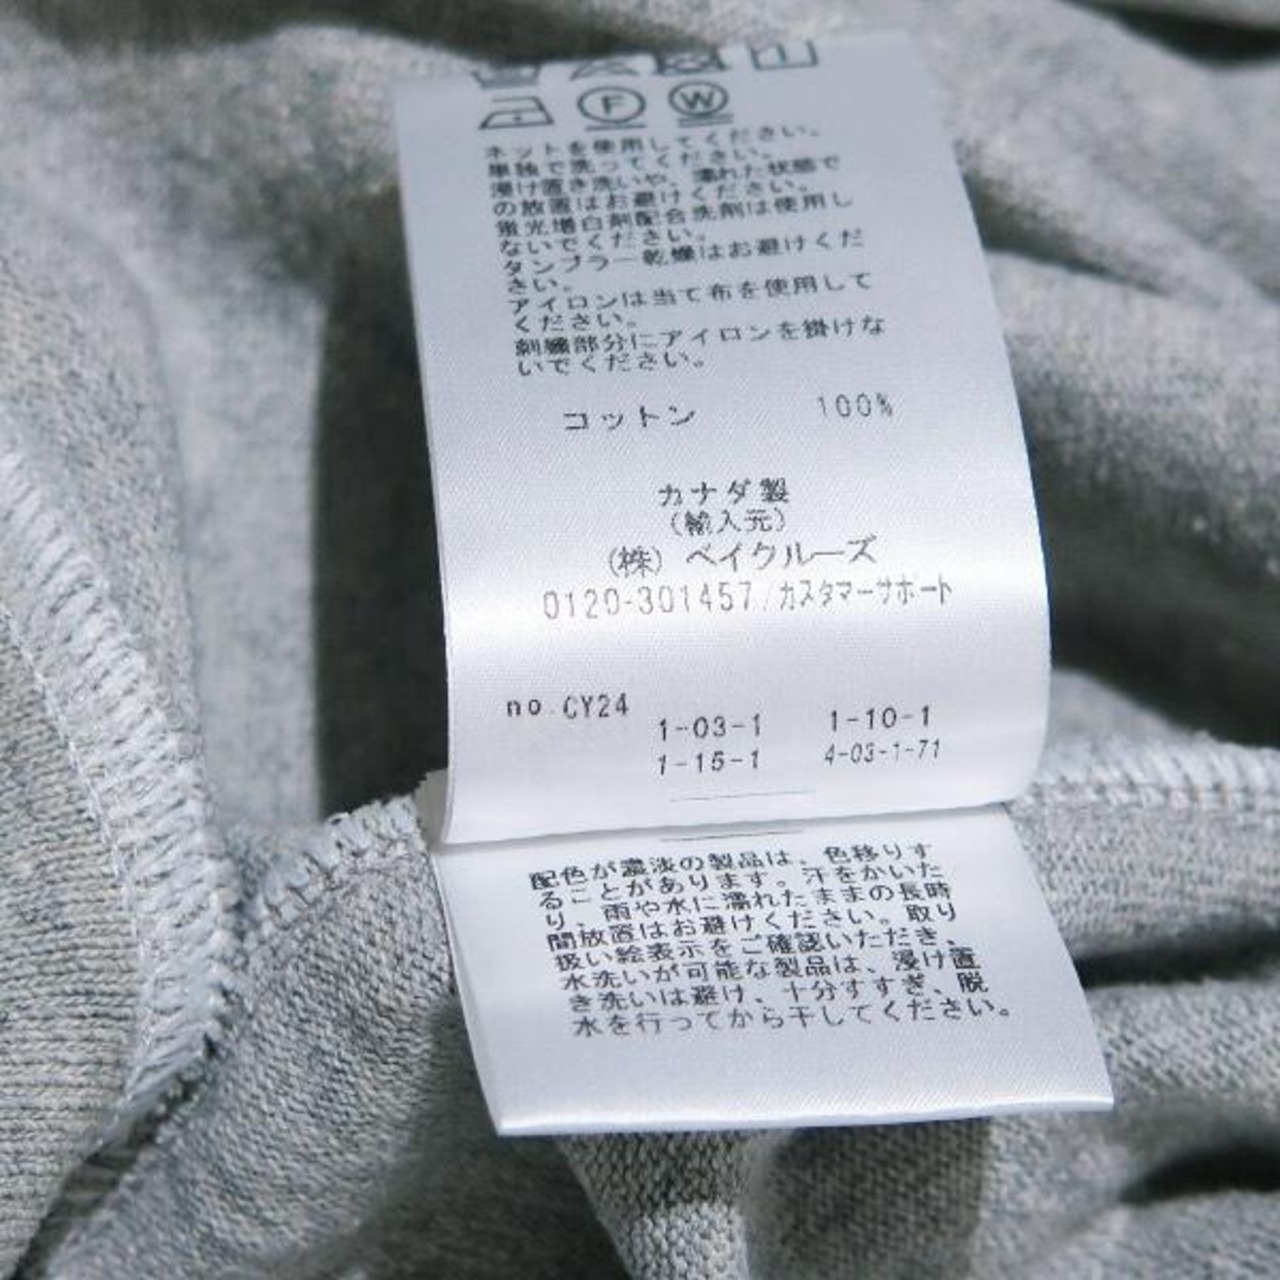 F W
ネットを使用してください。
単独で洗ってください。
浸け置き洗いや、濡れた状態で
の放置はお避けください。
蛍光増白剤配合洗剤は使用し
ないでください。
タンブラー乾燥はお避けくだ
さい。
アイロンは当て布を使用して
ください。
刺繍部分にアイロンを掛けな
いでください。
コットン 100%
カナダ製
(輸入元)
(株) ベイクルーズ
0120-301457/カスタマーサポート
no.CY24
1-03-1 1-10-1
1-15-1 4-03-1-71
配色が濃淡の製品は、色移りす
ることがあります。汗をかいた
り、雨や水に濡れたままの長時
間放置はお避けください。取り
扱い絵表示をご確認いただき、
水洗いが可能な製品は、浸け置
き洗いは避け、十分すすぎ、脱
水を行ってから干してください。